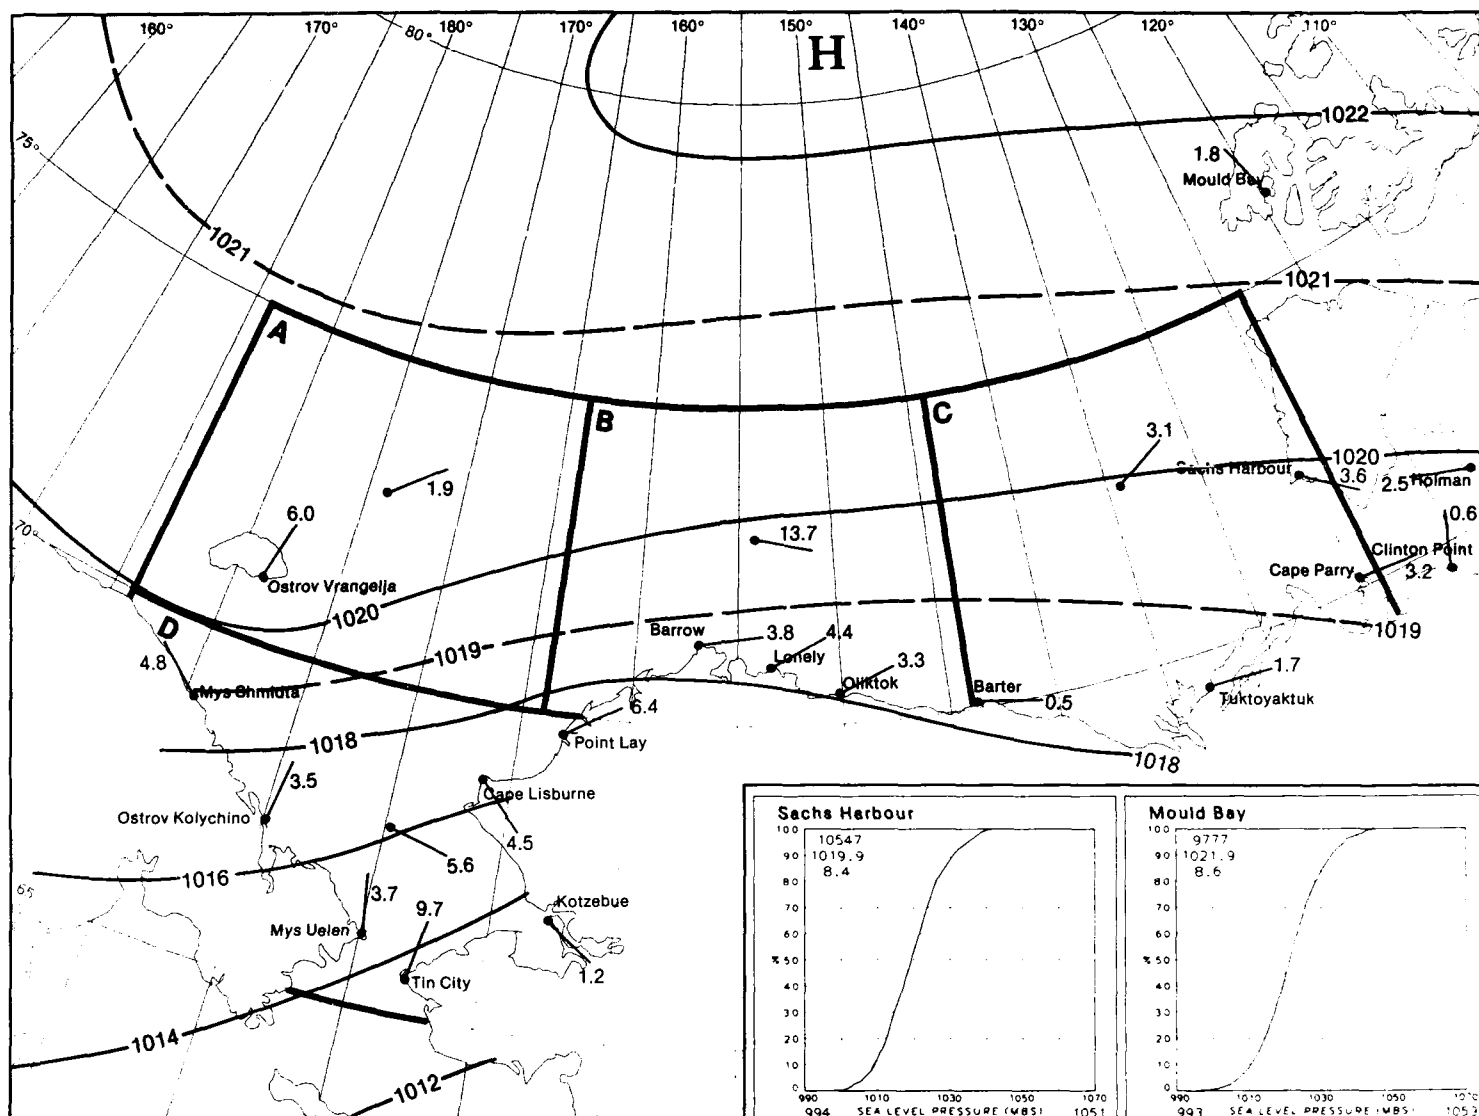 160° 170° 180° 170° 160° 150° 140° 130° 120° 110°
80°
H
1022
75°
1.8
Mould Bay
1021
1021
A
B
C
3.1
1020
Sachs Harbour
3.6
2.5
Holman
1.9
6.0
0.6
70°
13.7
Clinton Point
Ostrov Vrangelja
Cape Parry
3.2
1020
D
Barrow
3.8
4.4
1019
1019
4.8
Lonely
3.3
1.7
Mys Shmidta
Oliktok
Barter
0.5
Tuktoyaktuk
6.4
1018
Point Lay
1018
3.5
Cape Lisburne
Ostrov Kolychino
4.5
5.6
1016
65
3.7
Kotzebue
9.7
Mys Uelen
1.2
Tin City
1014
1012
Sachs Harbour
100
90
80
70
60
% 50
40
30
20
10
0
10547
1019.9
8.4
990 1010 1030 1050 1070
994 SEA LEVEL PRESSURE (MBS) 1051
Mould Bay
100
90
80
70
60
% 50
40
30
20
10
0
9777
1021.9
8.6
990 1010 1030 1050
993 SEA LEVEL PRESSURE (MBS)